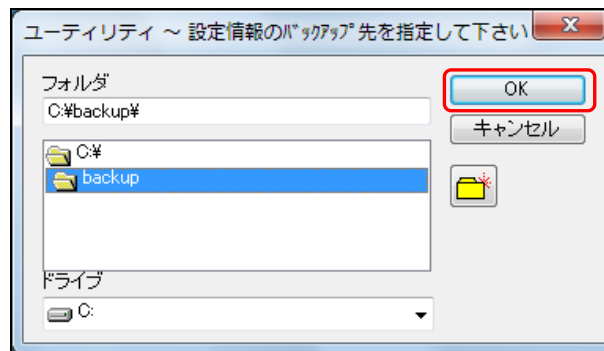 ユーティリティ ～ 設定情報のﾊﾞｯｸｱｯﾌﾟ先を指定して下さい
フォルダ
C:¥backup¥
OK
キャンセル
C:¥
backup
ドライブ
C: